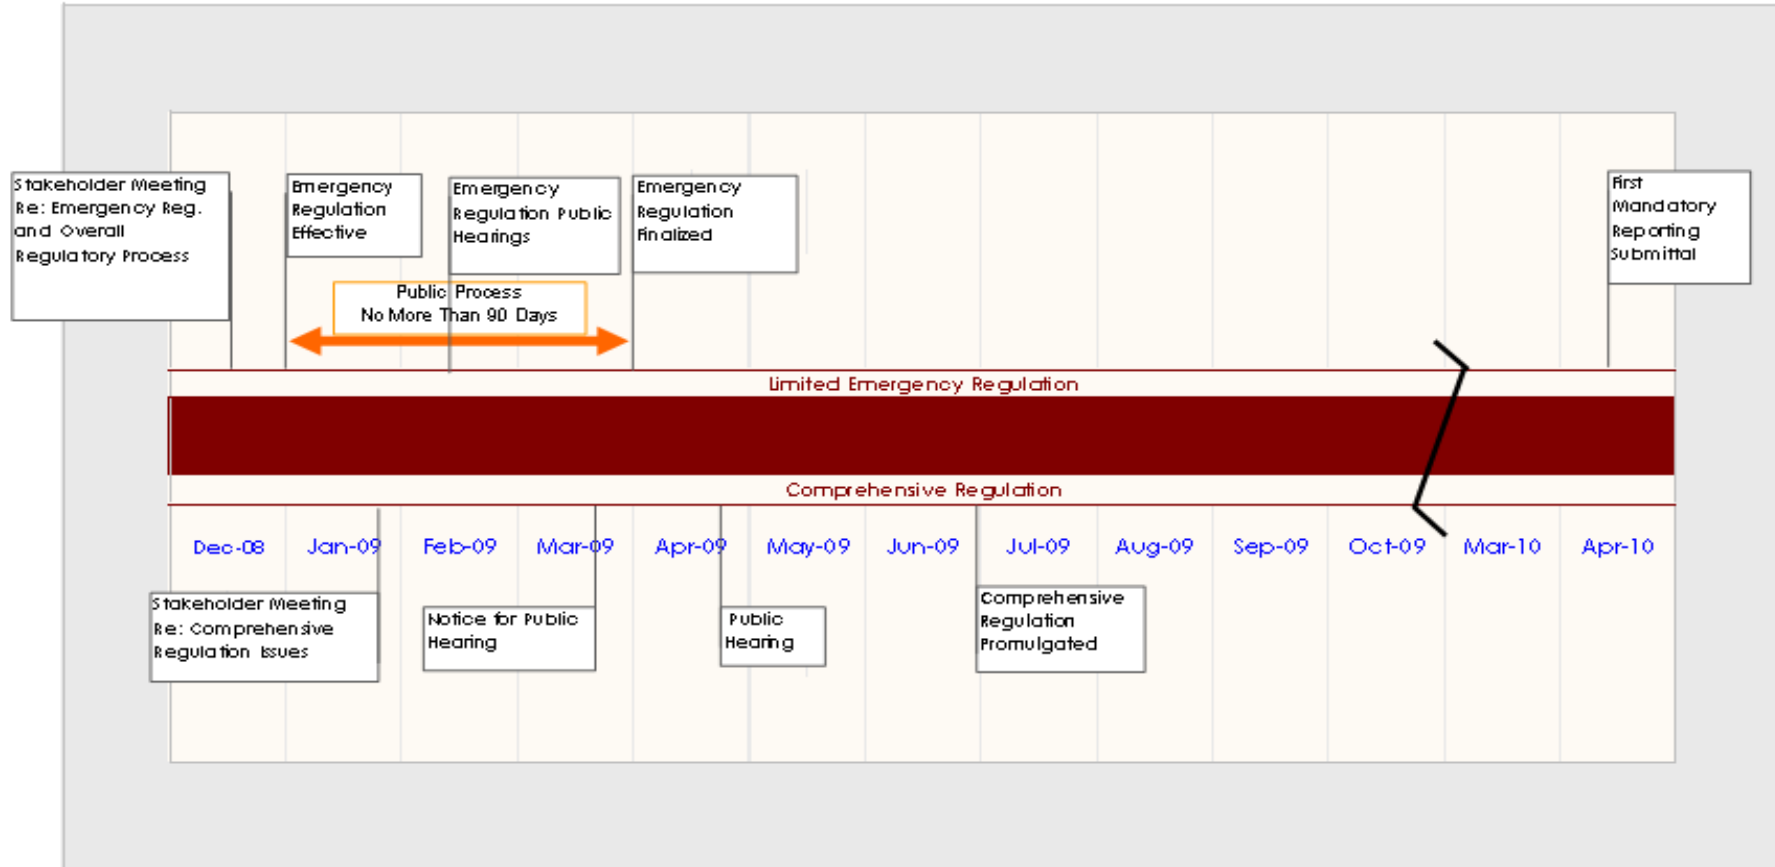 Stakeholder Meeting
Re: Emergency Reg.
and Overall
Regulatory Process
Emergency
Regulation
Effective
Emergency
Regulation Public
Hearings
Emergency
Regulation
Finalized
First
Mandatory
Reporting
Submittal
Public Process
No More Than 90 Days
Limited Emergency Regulation
Comprehensive Regulation
Dec-08 Jan-09 Feb-09 Mar-09 Apr-09 May-09 Jun-09 Jul-09 Aug-09 Sep-09 Oct-09 Mar-10 Apr-10
Stakeholder Meeting
Re: Comprehensive
Regulation Issues
Notice for Public
Hearing
Public
Hearing
Comprehensive
Regulation
Promulgated